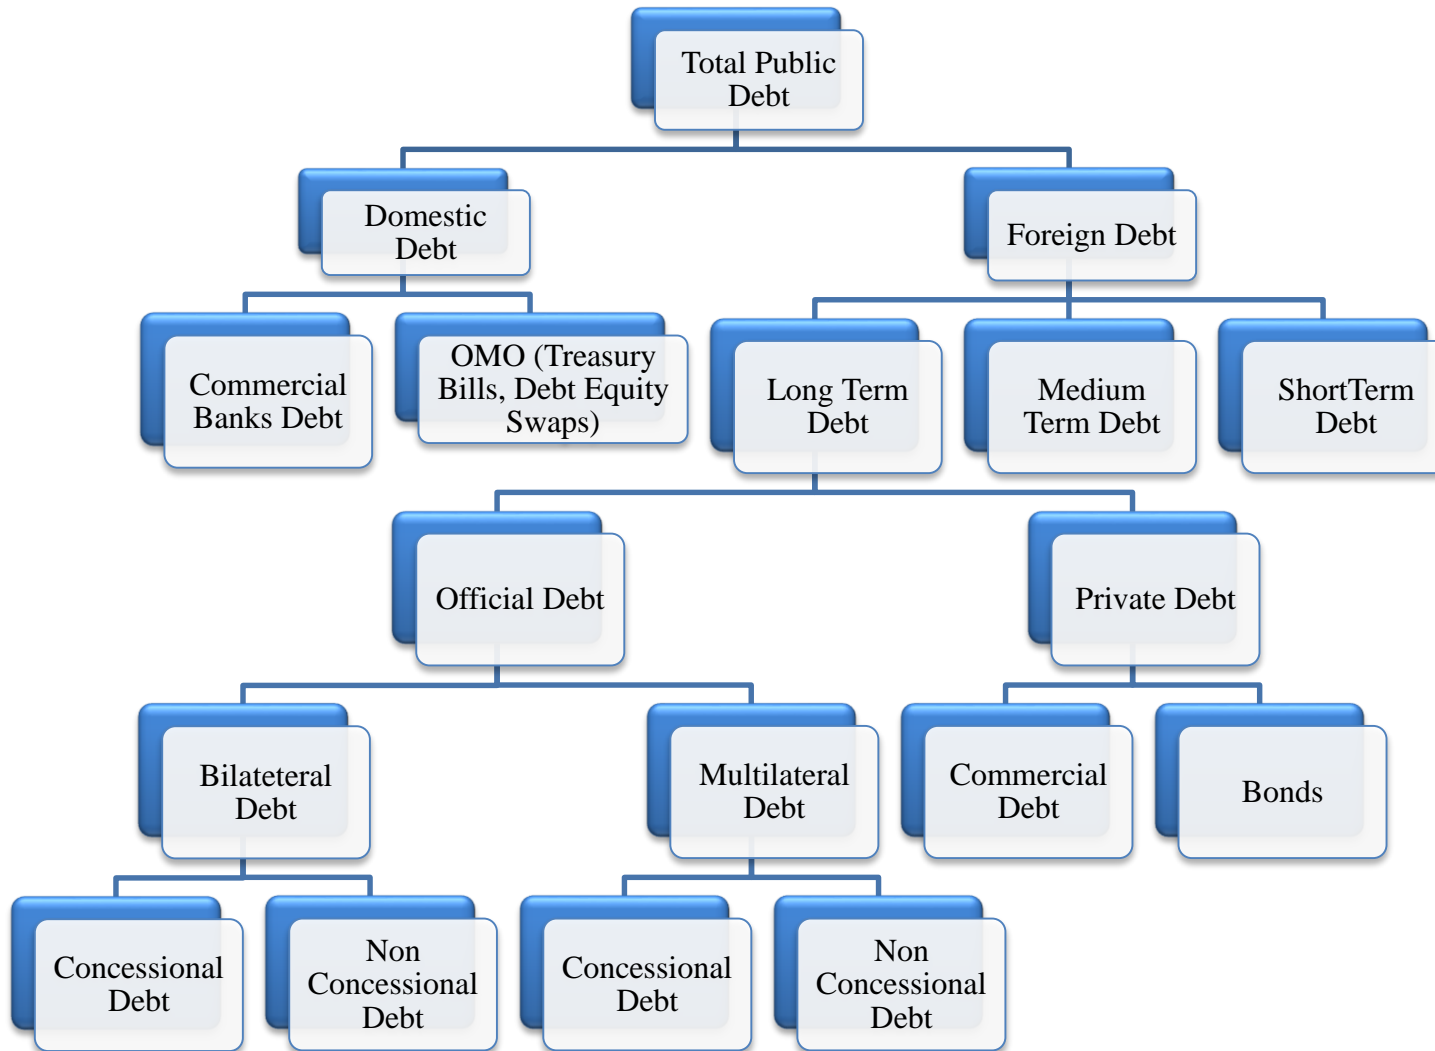 Total Public
Debt
Domestic
Debt
Foreign Debt
Commercial
Banks Debt
OMO (Treasury
Bills, Debt Equity
Swaps)
Long Term
Debt
Medium
Term Debt
ShortTerm
Debt
Official Debt
Private Debt
Bilateteral
Debt
Multilateral
Debt
Commercial
Debt
Bonds
Concessional
Debt
Non
Concessional
Debt
Concessional
Debt
Non
Concessional
Debt